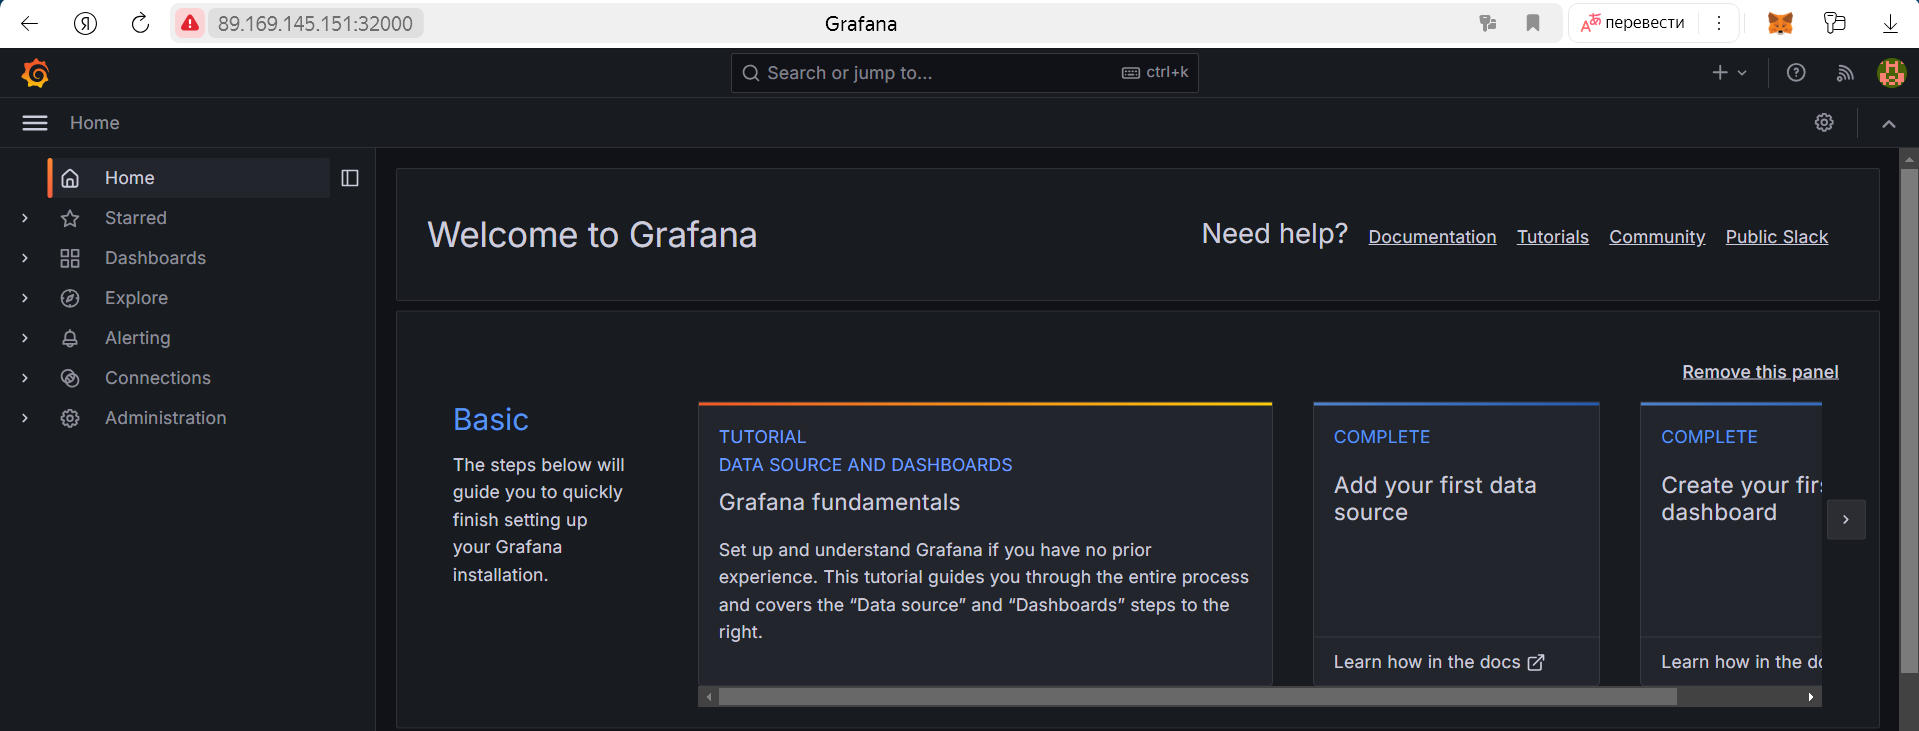 Я
89.169.145.151:32000
Grafana
перевести
Search or jump to...
ctrl+k
Home
Home
Starred
Dashboards
Explore
Alerting
Connections
Administration
Welcome to Grafana
Need help?
Documentation
Tutorials
Community
Public Slack
Remove this panel
Basic
The steps below will
guide you to quickly
finish setting up
your Grafana
installation.
TUTORIAL
DATA SOURCE AND DASHBOARDS
Grafana fundamentals
Set up and understand Grafana if you have no prior
experience. This tutorial guides you through the entire process
and covers the “Data source” and “Dashboards” steps to the
right.
COMPLETE
Add your first data
source
Learn how in the docs
COMPLETE
Create your
dashboard
Learn how in the